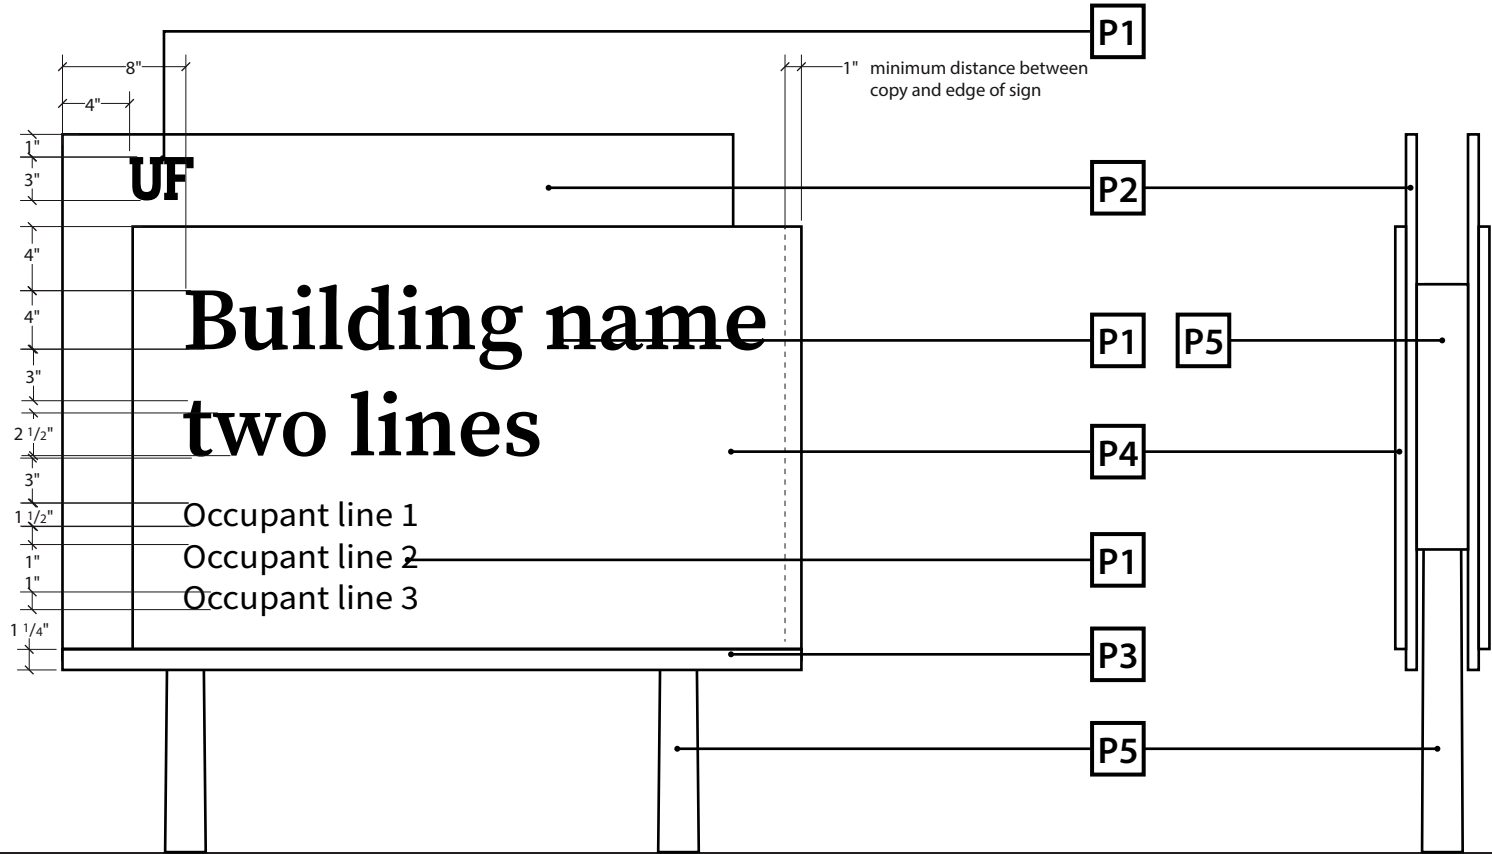 P1
8"
1" minimum distance between
copy and edge of sign
4"
1"
UF
3"
P2
4"
Building name
4"
P1 P5
3"
two lines
2 1/2"
P4
3"
Occupant line 1
1 1/2"
Occupant line 2
1"
P1
1"
Occupant line 3
1 1/4"
P3
P5